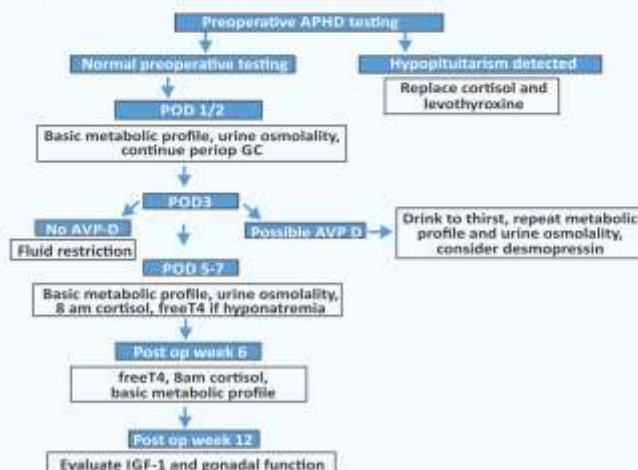 Preoperative APHD testing
Normal preoperative testing
Hypopituitarism detected
Replace cortisol and
levothyroxine
POD 1/2
Basic metabolic profile, urine osmolality,
continue periop GC
POD3
No AVP-D
Fluid restriction
Possible AVP D
Drink to thirst, repeat metabolic
profile and urine osmolality,
consider desmopressin
POD 5-7
Basic metabolic profile, urine osmolality,
8 am cortisol, freeT4 if hyponatremia
Post op week 6
freeT4, 8am cortisol,
basic metabolic profile
Post op week 12
Evaluate IGF-1 and gonadal function